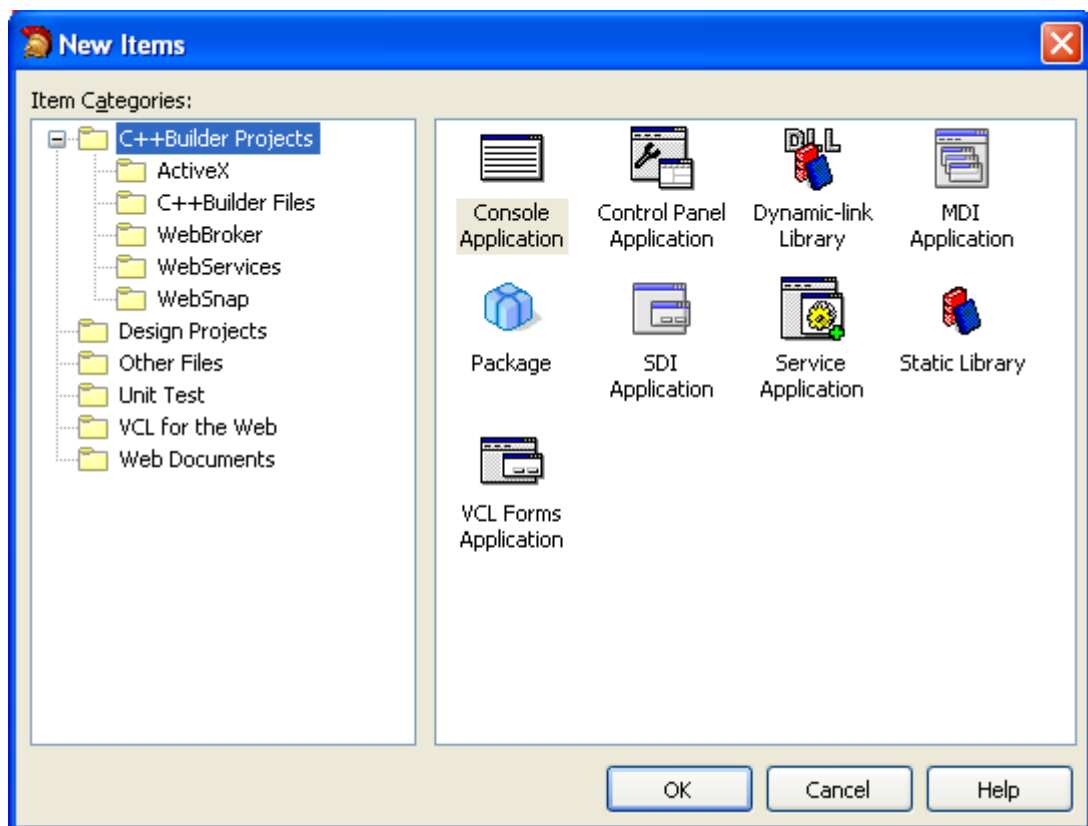 New Items
Item Categories:
C++Builder Projects
ActiveX
C++Builder Files
WebBroker
WebServices
WebSnap
Design Projects
Other Files
Unit Test
VCL for the Web
Web Documents
Console
Application
Control Panel
Application
DLL
Dynamic-link
Library
MDI
Application
Package
SDI
Application
Service
Application
Static Library
VCL Forms
Application
OK
Cancel
Help